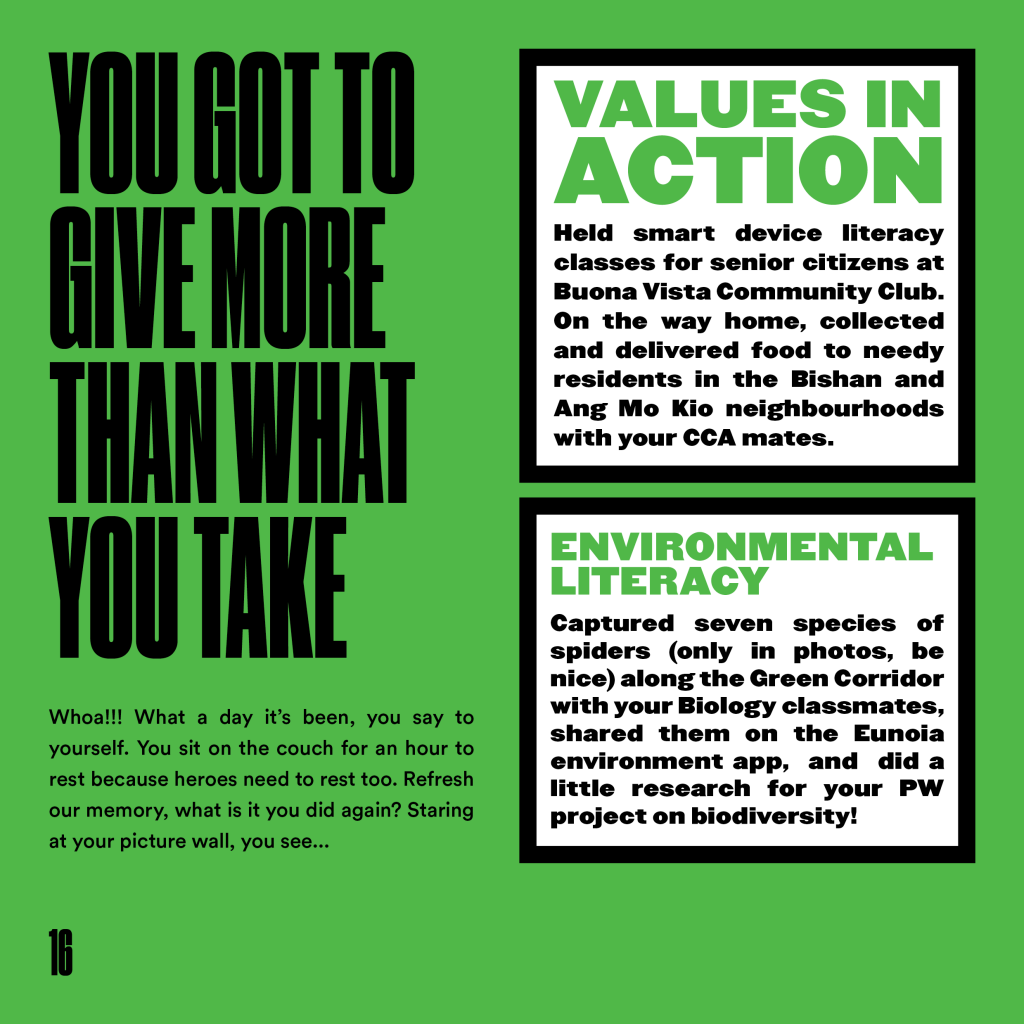 YOU GOT TO
GIVE MORE
THAN WHAT
YOU TAKE
Whoa!!! What a day it’s been, you say to
yourself. You sit on the couch for an hour to
rest because heroes need to rest too. Refresh
our memory, what is it you did again? Staring
at your picture wall, you see...
16
VALUES IN
ACTION
Held smart device literacy
classes for senior citizens at
Buona Vista Community Club.
On the way home, collected
and delivered food to needy
residents in the Bishan and
Ang Mo Kio neighbourhoods
with your CCA mates.
ENVIRONMENTAL
LITERACY
Captured seven species of
spiders (only in photos, be
nice) along the Green Corridor
with your Biology classmates,
shared them on the Eunoia
environment app, and did a
little research for your PW
project on biodiversity!